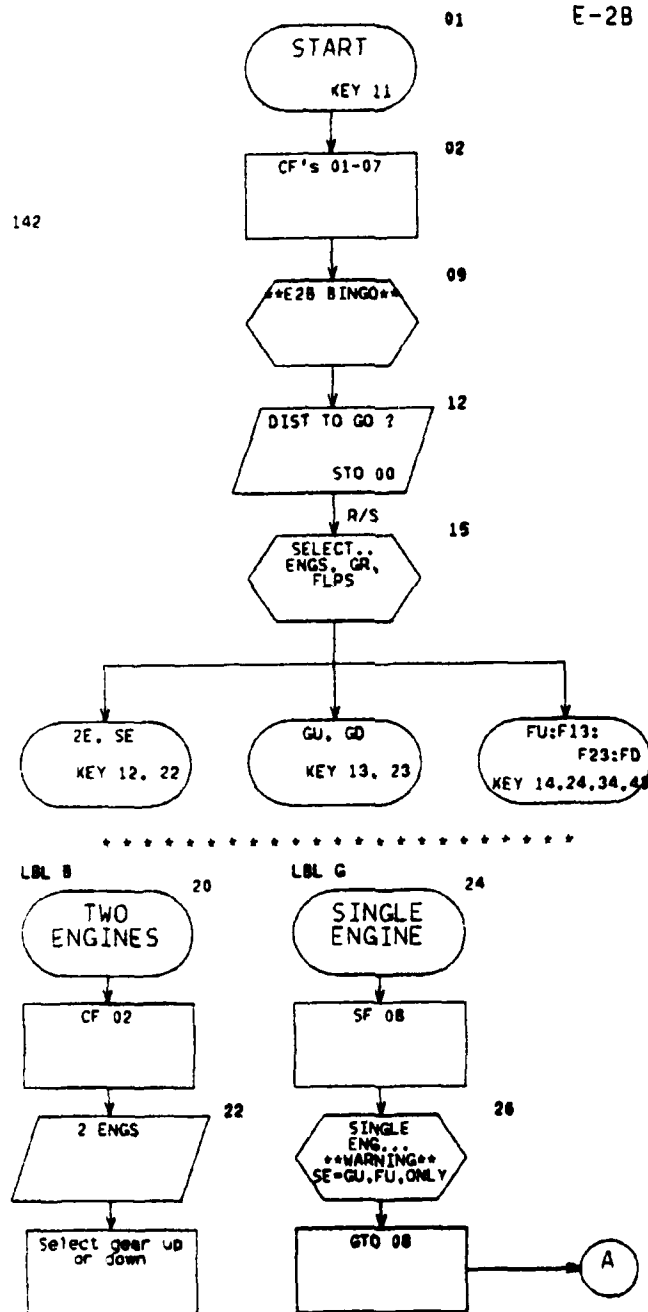 01
E-2B
START
KEY 11
02
CF's 01-07
142
09
**E2B BINGO**
12
DIST TO GO ?
STO 00
R/S
15
SELECT..
ENGS, GR,
FLPS
2E, SE
KEY 12, 22
GU, GD
KEY 13, 23
FU:F13:
F23:FD
KEY 14,24,34,
* * * * * * * * * * * * * * * * * * * * * * *
LBL B
20
TWO
ENGINES
CF 02
22
2 ENGS
Select gear up
or down
LBL G
24
SINGLE
ENGINE
SF 08
26
SINGLE
ENG...
**WARNING**
SE=GU,FU,ONLY
GTO 08
A